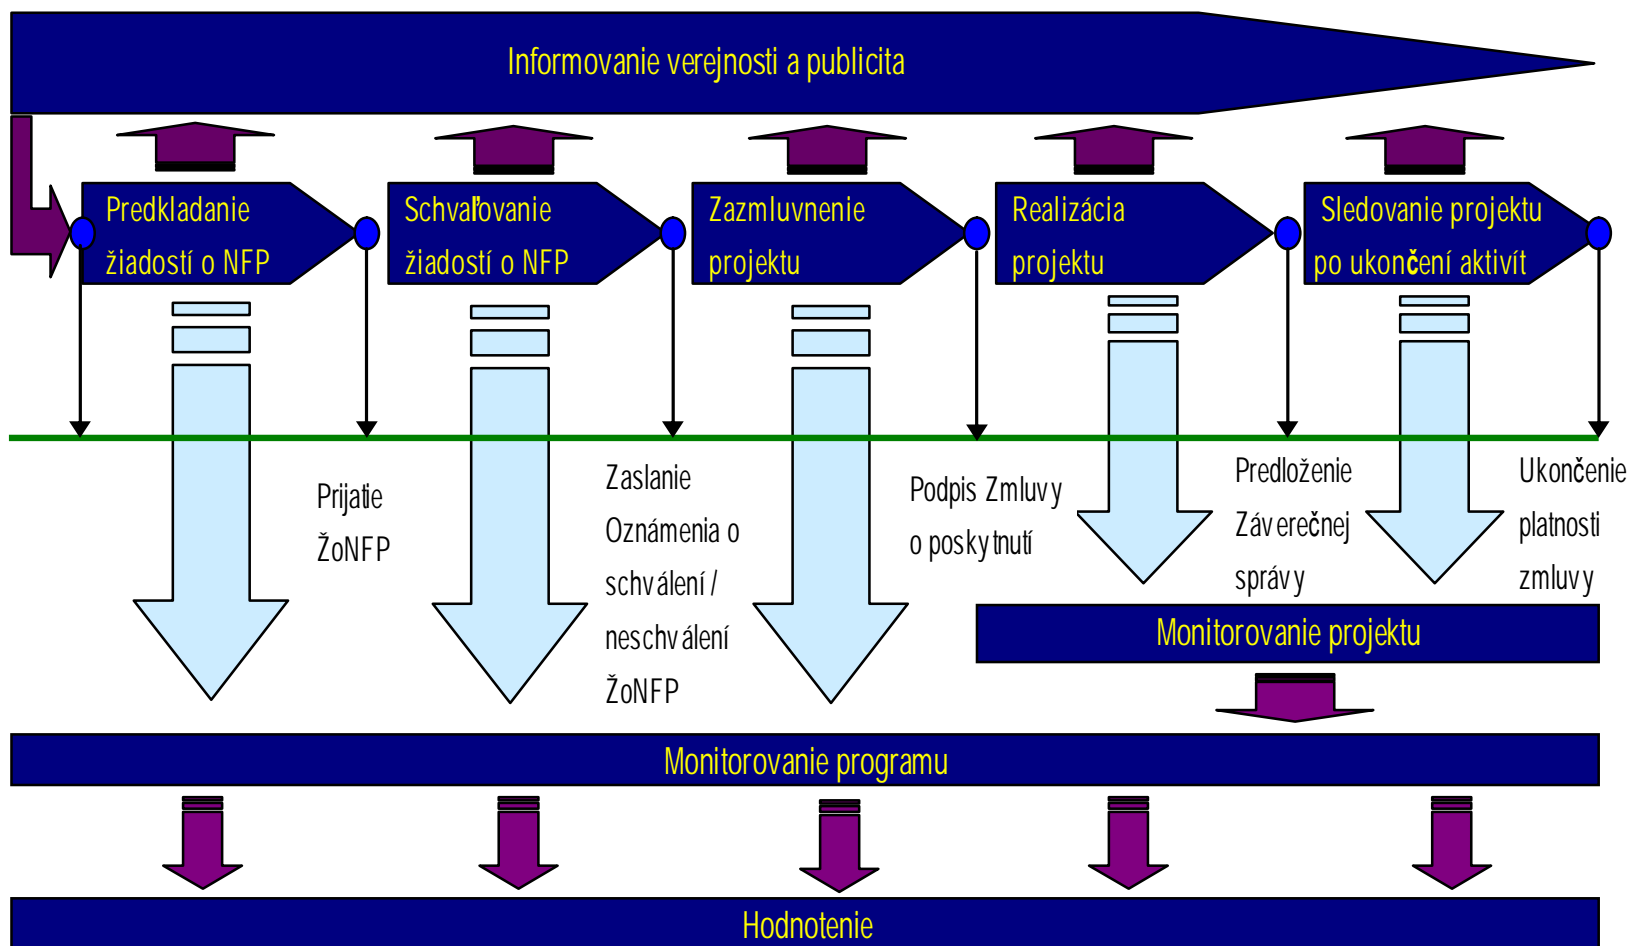 Informovanie verejnosti a publicita
Predkladanie
žiadostí o NFP
Schvaľovanie
žiadostí o NFP
Zazmluvnenie
projektu
Realizácia
projektu
Sledovanie projektu
po ukončení aktivít
Prijatie
ŽoNFP
Zaslanie
Oznámenia o
schválení /
neschválení
ŽoNFP
Podpis Zmluvy
o poskytnutí
Predloženie
Záverečnej
správy
Ukončenie
platnosti
zmluvy
Monitorovanie projektu
Monitorovanie programu
Hodnotenie